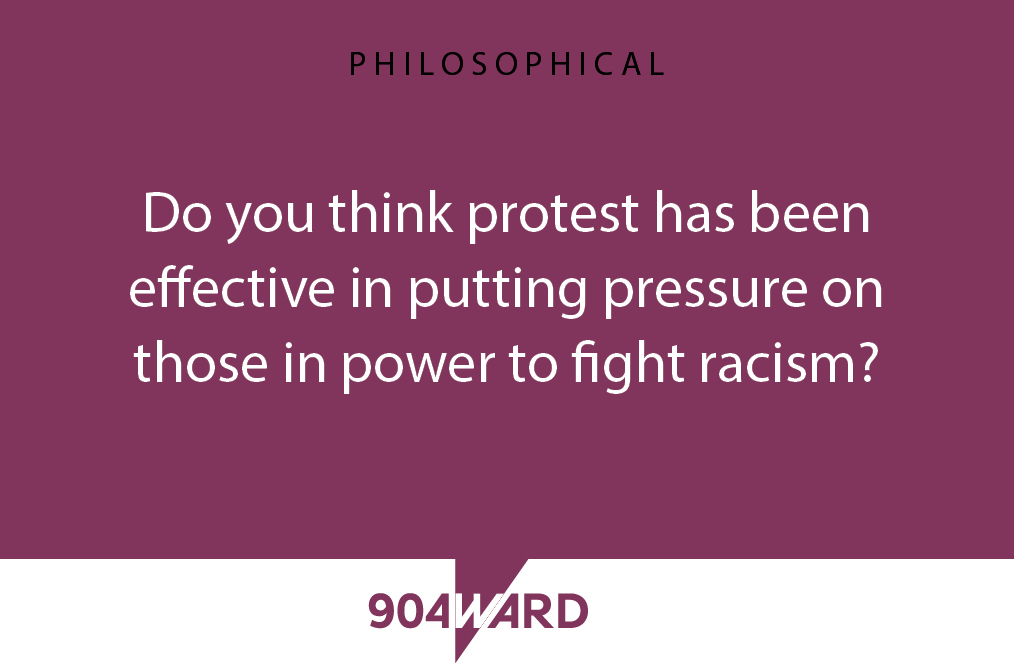 PHILOSOPHICAL
Do you think protest has been
effective in putting pressure on
those in power to fight racism?
904WARD